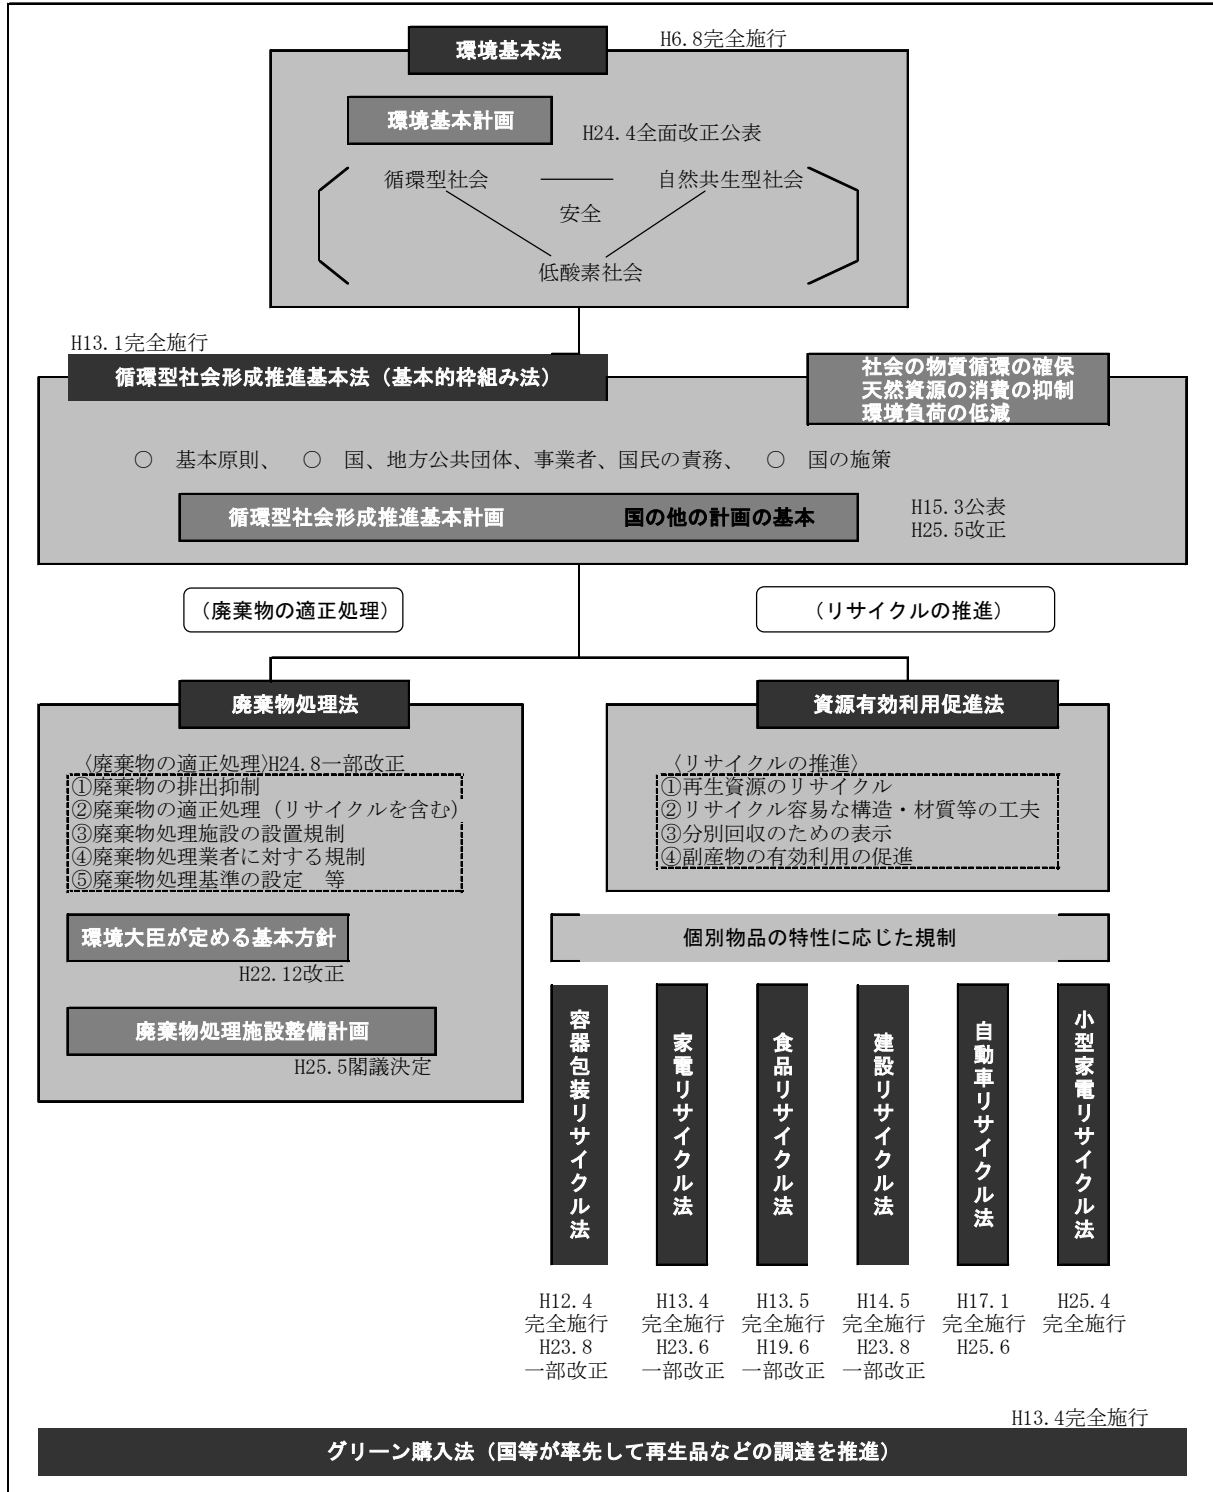 環境基本法
H6.8完全施行
環境基本計画
H24.4全面改正公表
循環型社会
自然共生型社会
安全
低酸素社会
H13.1完全施行
循環型社会形成推進基本法（基本的枠組み法）
社会の物質循環の確保
天然資源の消費の抑制
環境負荷の低減
○　基本原則、　○　国、地方公共団体、事業者、国民の責務、　○　国の施策
循環型社会形成推進基本計画　国の他の計画の基本
H15.3公表
H25.5改正
（廃棄物の適正処理）
（リサイクルの推進）
廃棄物処理法
〈廃棄物の適正処理〉H24.8一部改正
①廃棄物の排出抑制
②廃棄物の適正処理（リサイクルを含む）
③廃棄物処理施設の設置規制
④廃棄物処理業者に対する規制
⑤廃棄物処理基準の設定　等
環境大臣が定める基本方針
H22.12改正
廃棄物処理施設整備計画
H25.5閣議決定
資源有効利用促進法
〈リサイクルの推進〉
①再生資源のリサイクル
②リサイクル容易な構造・材質等の工夫
③分別回収のための表示
④副産物の有効利用の促進
個別物品の特性に応じた規制
容器包装リサイクル法
家電リサイクル法
食品リサイクル法
建設リサイクル法
自動車リサイクル法
小型家電リサイクル法
H12.4
完全施行
H23.8
一部改正
H13.4
完全施行
H23.6
一部改正
H13.5
完全施行
H19.6
一部改正
H14.5
完全施行
H23.8
一部改正
H17.1
完全施行
H25.6
H25.4
完全施行
H13.4完全施行
グリーン購入法（国等が率先して再生品などの調達を推進）